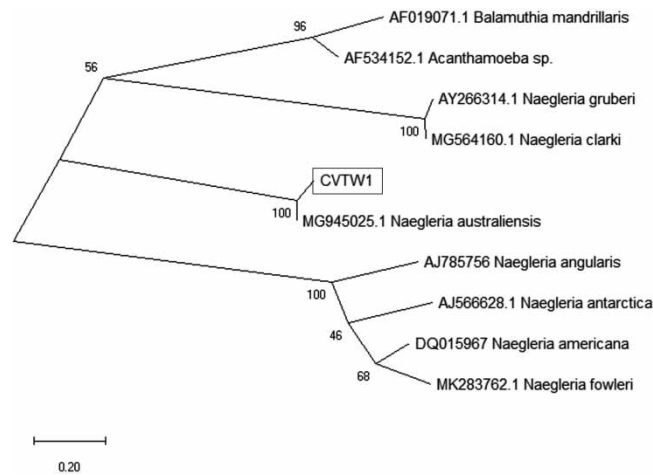 96
AF019071.1 Balamuthia mandrillaris
AF534152.1 Acanthamoeba sp.
56
AY266314.1 Naegleria gruberi
100
MG564160.1 Naegleria clarki
CVTW1
100
MG945025.1 Naegleria australiensis
AJ785756 Naegleria angularis
100
AJ566628.1 Naegleria antarctica
46
DQ015967 Naegleria americana
68
MK283762.1 Naegleria fowleri
0.20